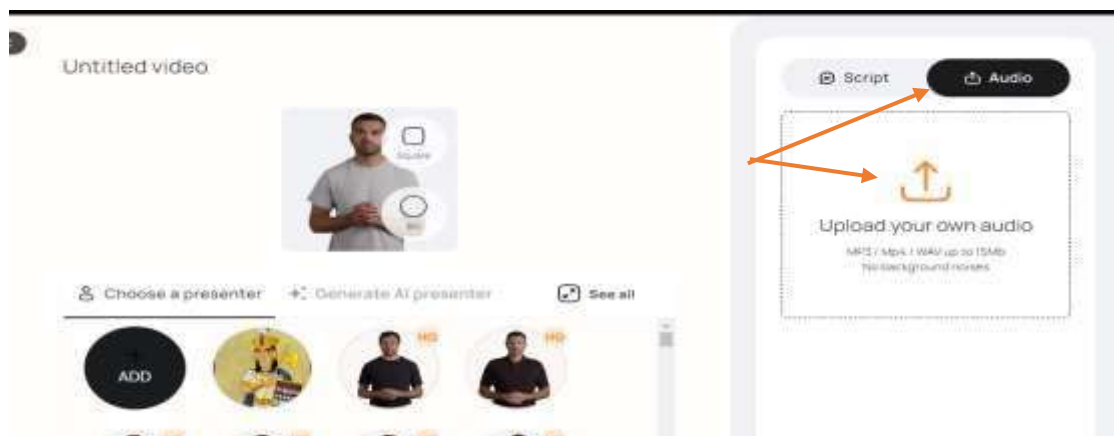 Untitled video
Script
Audio
Square
Upload your own audio
MP3 / Mp4 / WAV up to 15Mb
No background noises
Choose a presenter
Generate AI presenter
See all
HQ
HQ
ADD